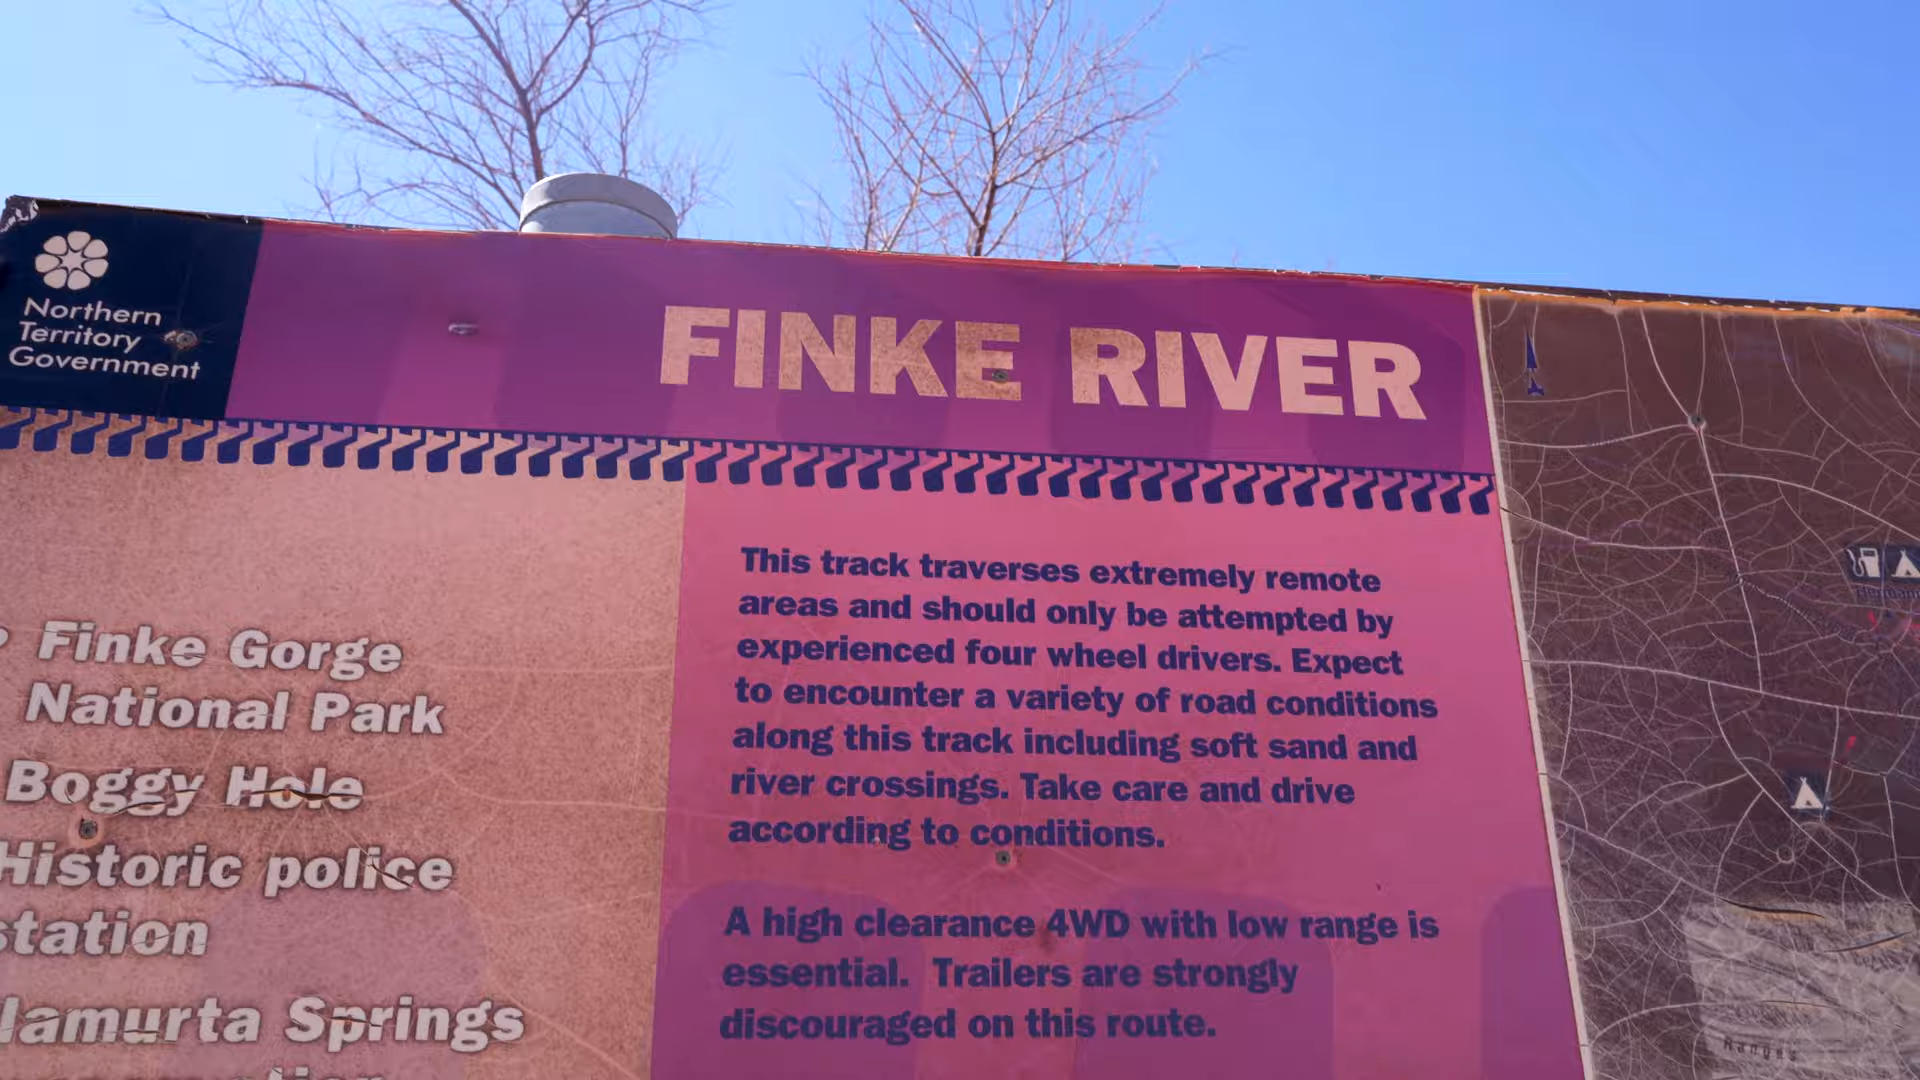 Northern
Territory
Government
FINKE RIVER
Finke Gorge
National Park
Boggy Hole
Historic police
station
Springs
This track traverses extremely remote
areas and should only be attempted by
experienced four wheel drivers. Expect
to encounter a variety of road conditions
along this track including soft sand and
river crossings. Take care and drive
according to conditions.
A high clearance 4WD with low range is
essential. Trailers are strongly
discouraged on this route.
Ranges